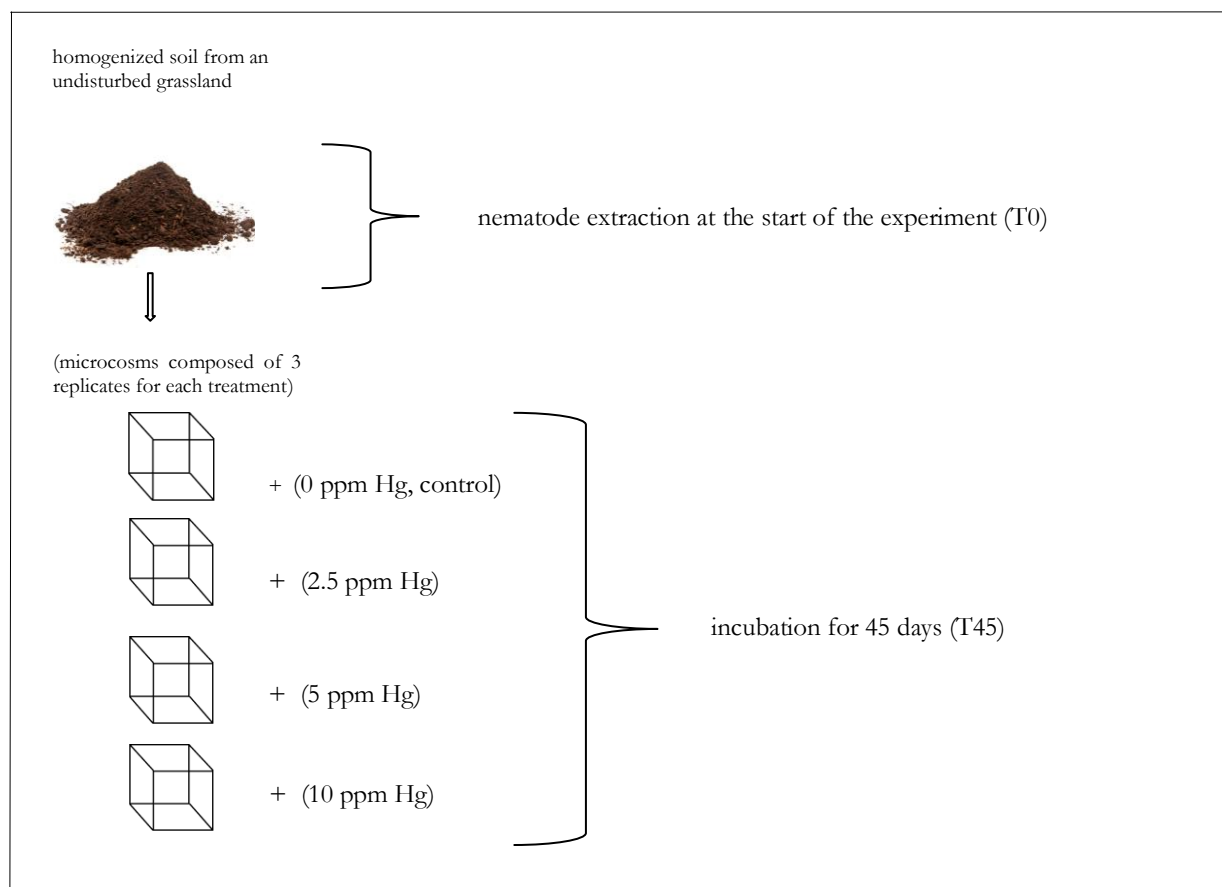 homogenized soil from an
undisturbed grassland
nematode extraction at the start of the experiment (T0)
(microcosms composed of 3
replicates for each treatment)
+ (0 ppm Hg, control)
+ (2.5 ppm Hg)
incubation for 45 days (T45)
+ (5 ppm Hg)
+ (10 ppm Hg)